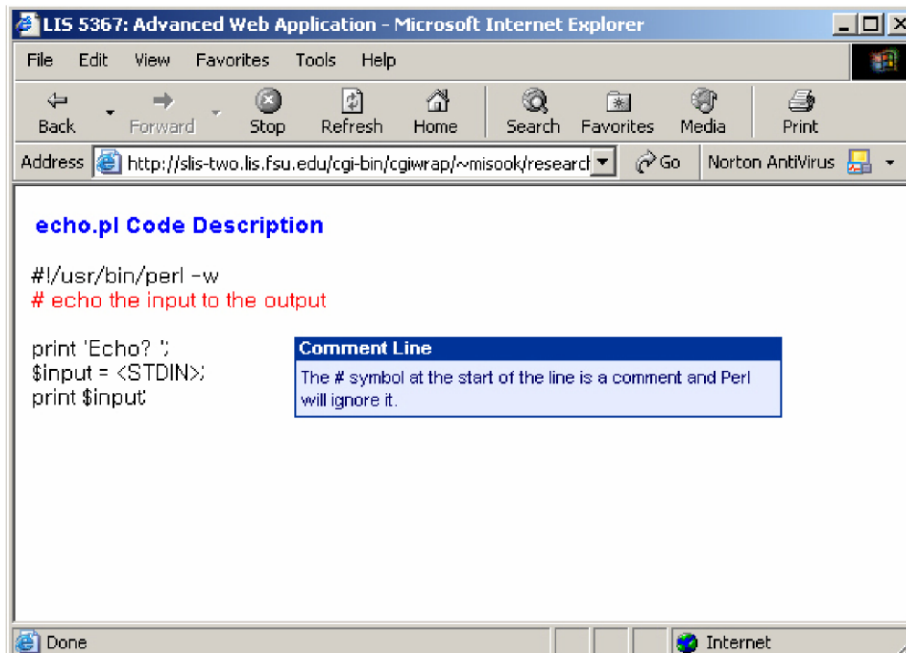 LIS 5367: Advanced Web Application - Microsoft Internet Explorer
File Edit View Favorites Tools Help
Back Forward Stop Refresh Home Search Favorites Media Print
Address http://slis-two.lis.fsu.edu/cgi-bin/cgiwrap/~misook/research Go Norton AntiVirus
echo.pl Code Description
#!/usr/bin/perl -w
# echo the input to the output
print 'Echo? ';
$input = <STDIN>;
print $input;
Comment Line
The # symbol at the start of the line is a comment and Perl
will ignore it.
Done Internet